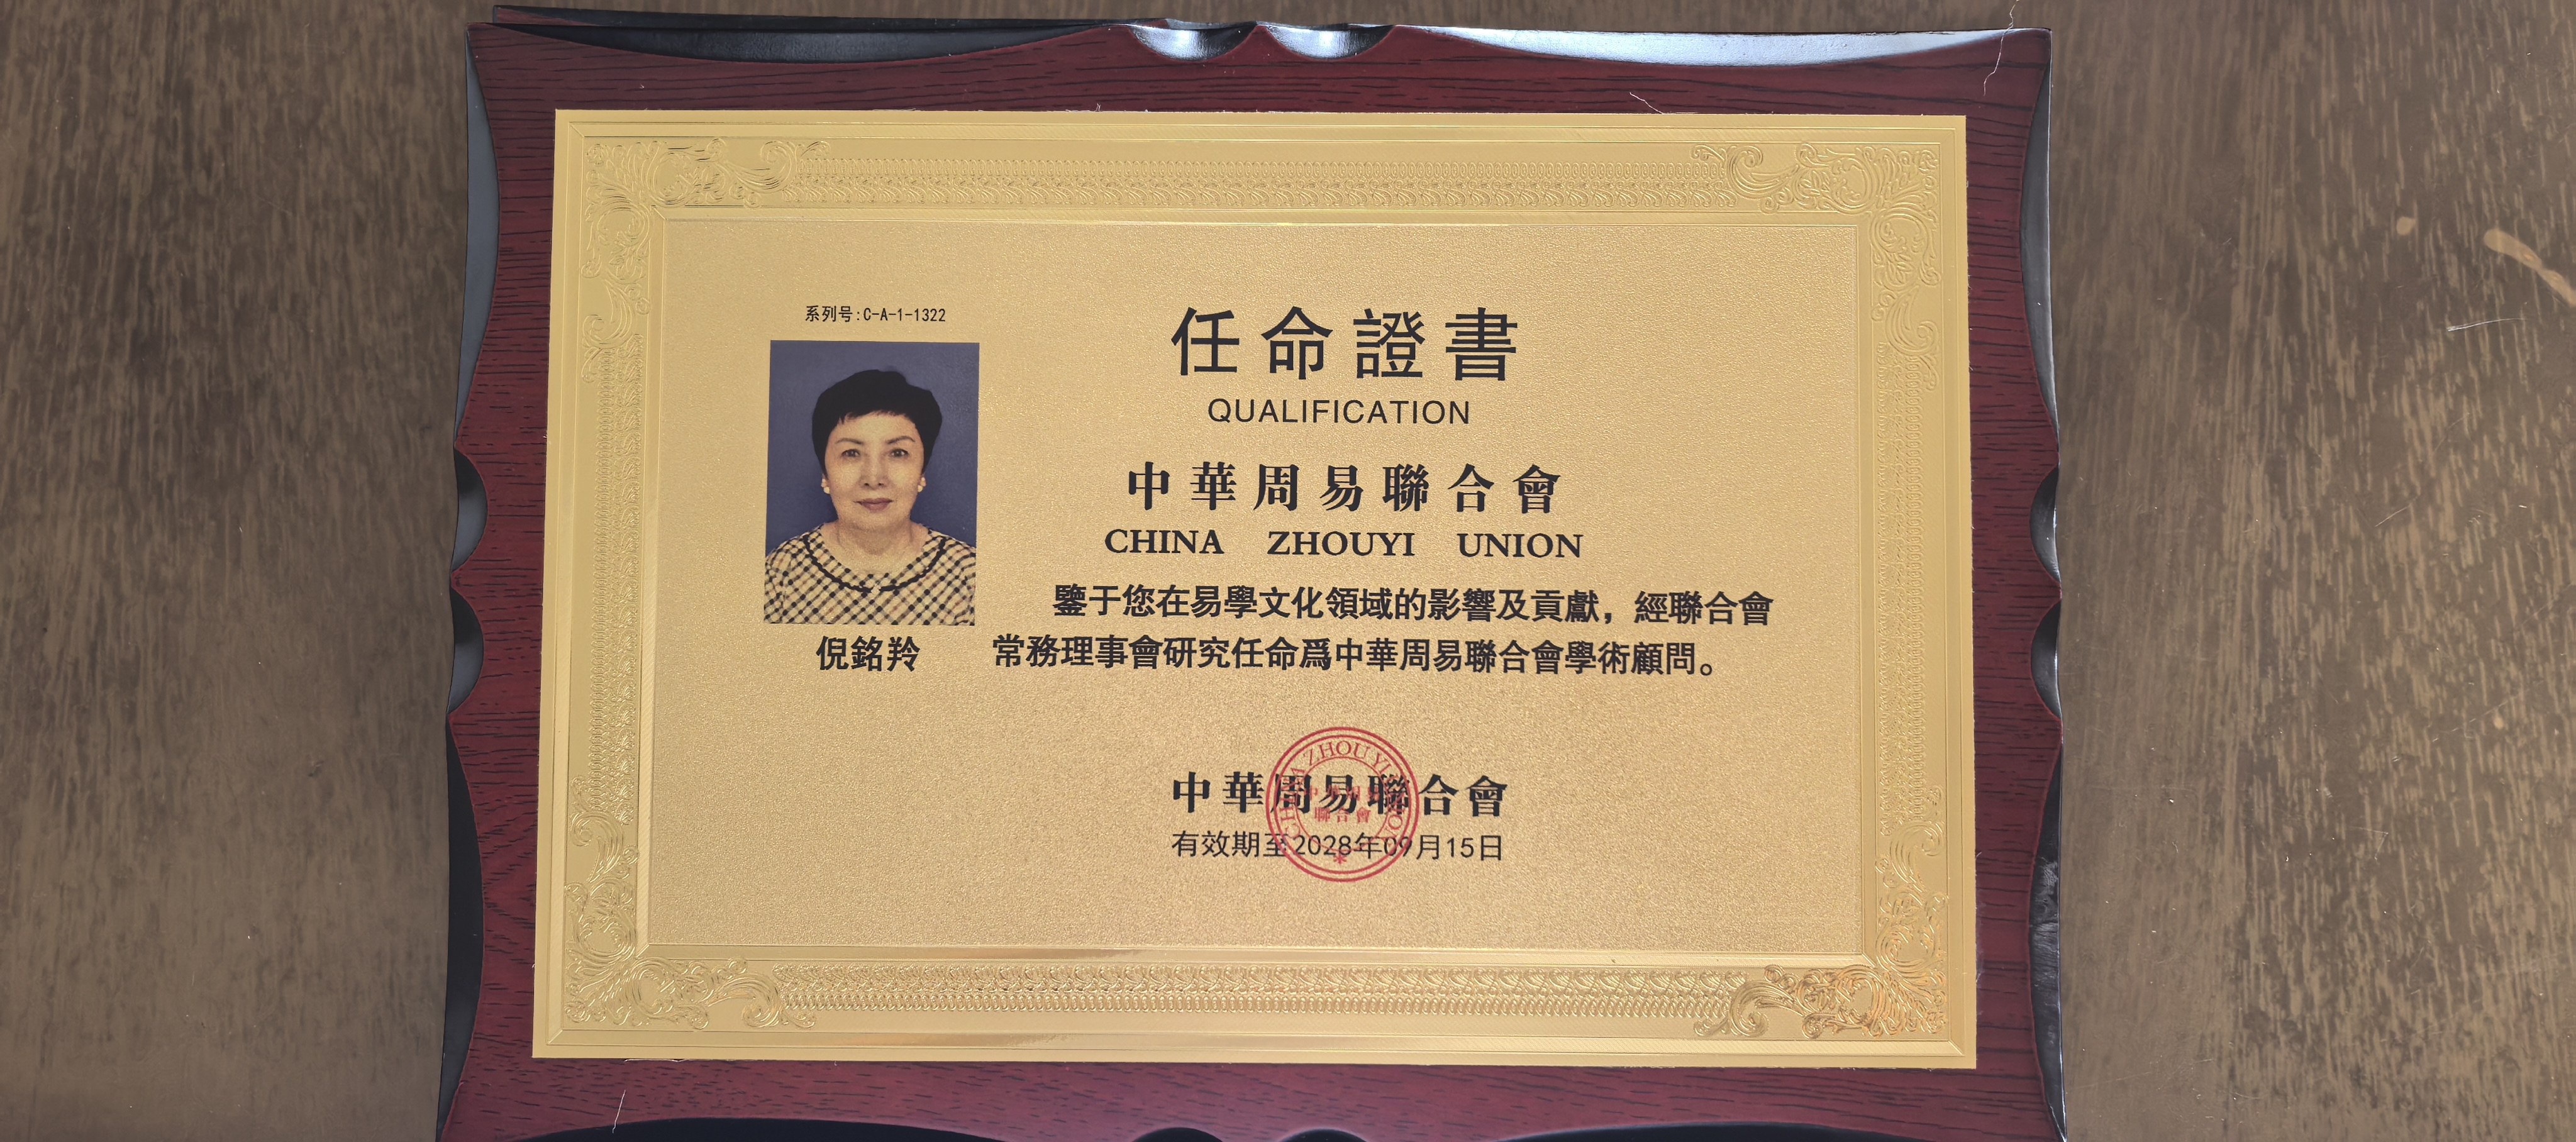 系列号:C-A-1-1322
任命證書
QUALIFICATION
中華周易聯合會
CHINA ZHOUYI UNION
鑒于您在易學文化領域的影響及貢獻，經聯合會
常務理事會研究任命爲中華周易聯合會學術顧問。
倪銘羚
中華周易聯合會
有效期至2028年09月15日
聯合會